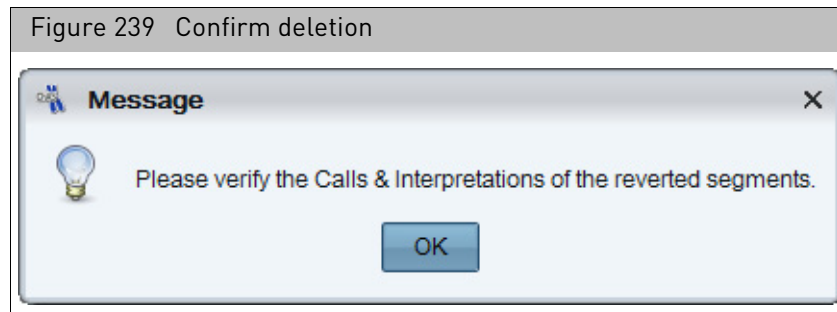 Figure 239 Confirm deletion
Message
Please verify the Calls & Interpretations of the reverted segments.
OK